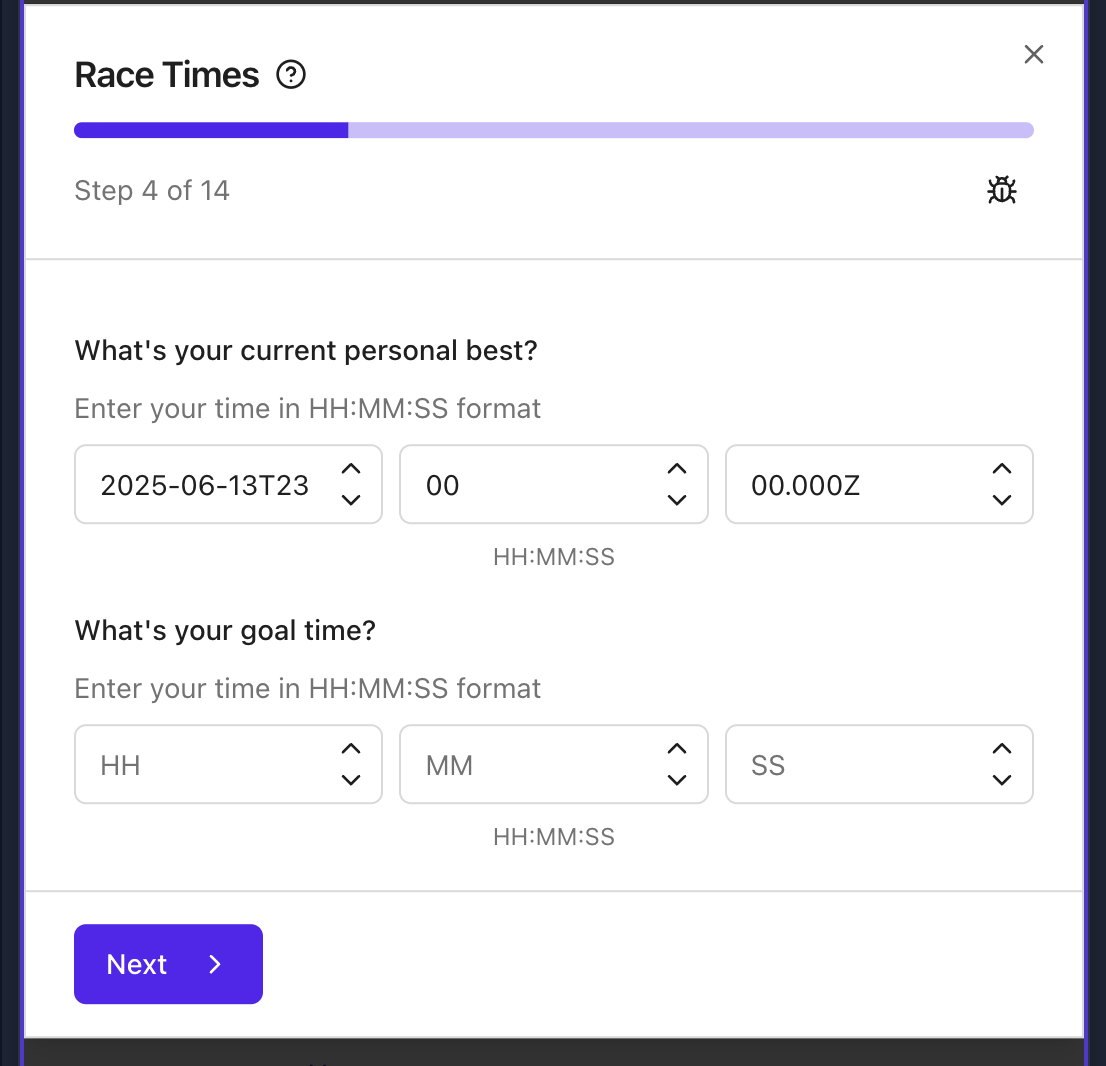 Race Times
Step 4 of 14
What's your current personal best?
Enter your time in HH:MM:SS format
2025-06-13T23 00 00.000Z
HH:MM:SS
What's your goal time?
Enter your time in HH:MM:SS format
HH MM SS
HH:MM:SS
Next